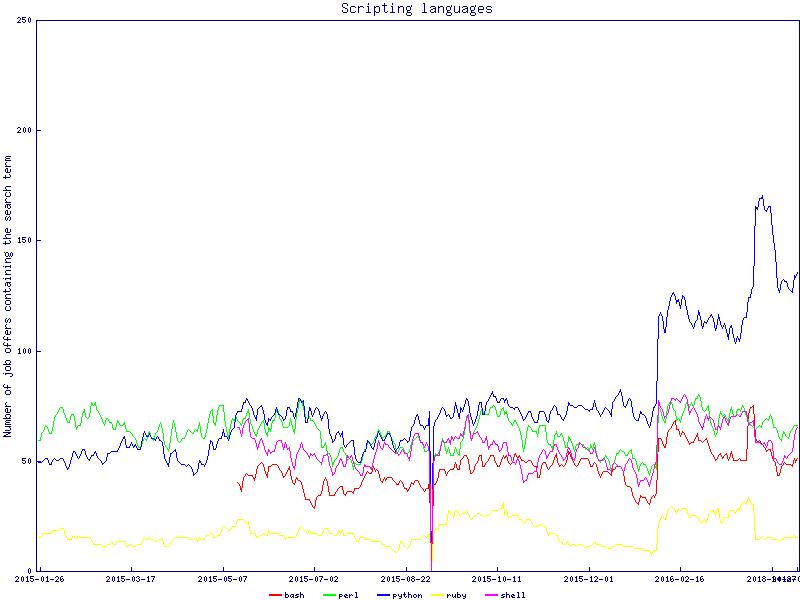 Scripting languages
Number of job offers containing the search term
250
200
150
100
50
0
2015-01-26 2015-03-17 2015-05-07 2015-07-02 2015-08-22 2015-10-11 2015-12-01 2016-02-16
bash perl python ruby shell